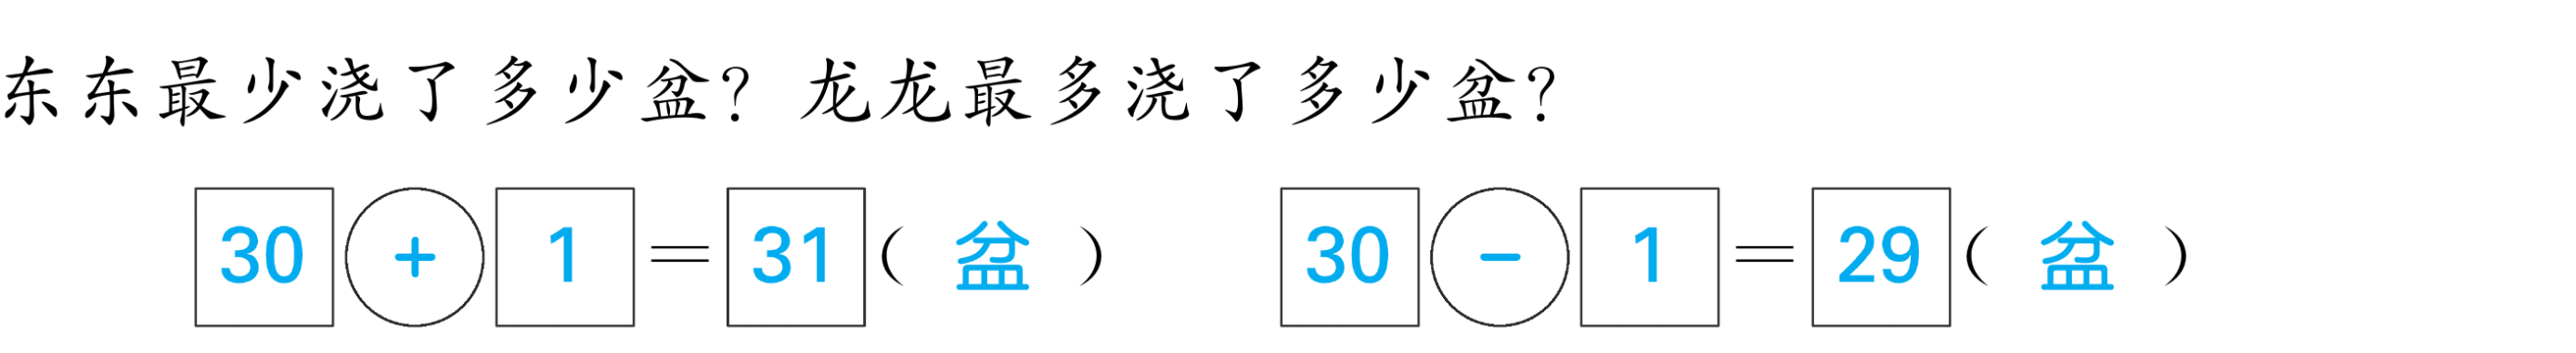 东东最少浇了多少盆？龙龙最多浇了多少盆？
30 + 1 = 31（ 盆 ） 30 − 1 = 29（ 盆 ）